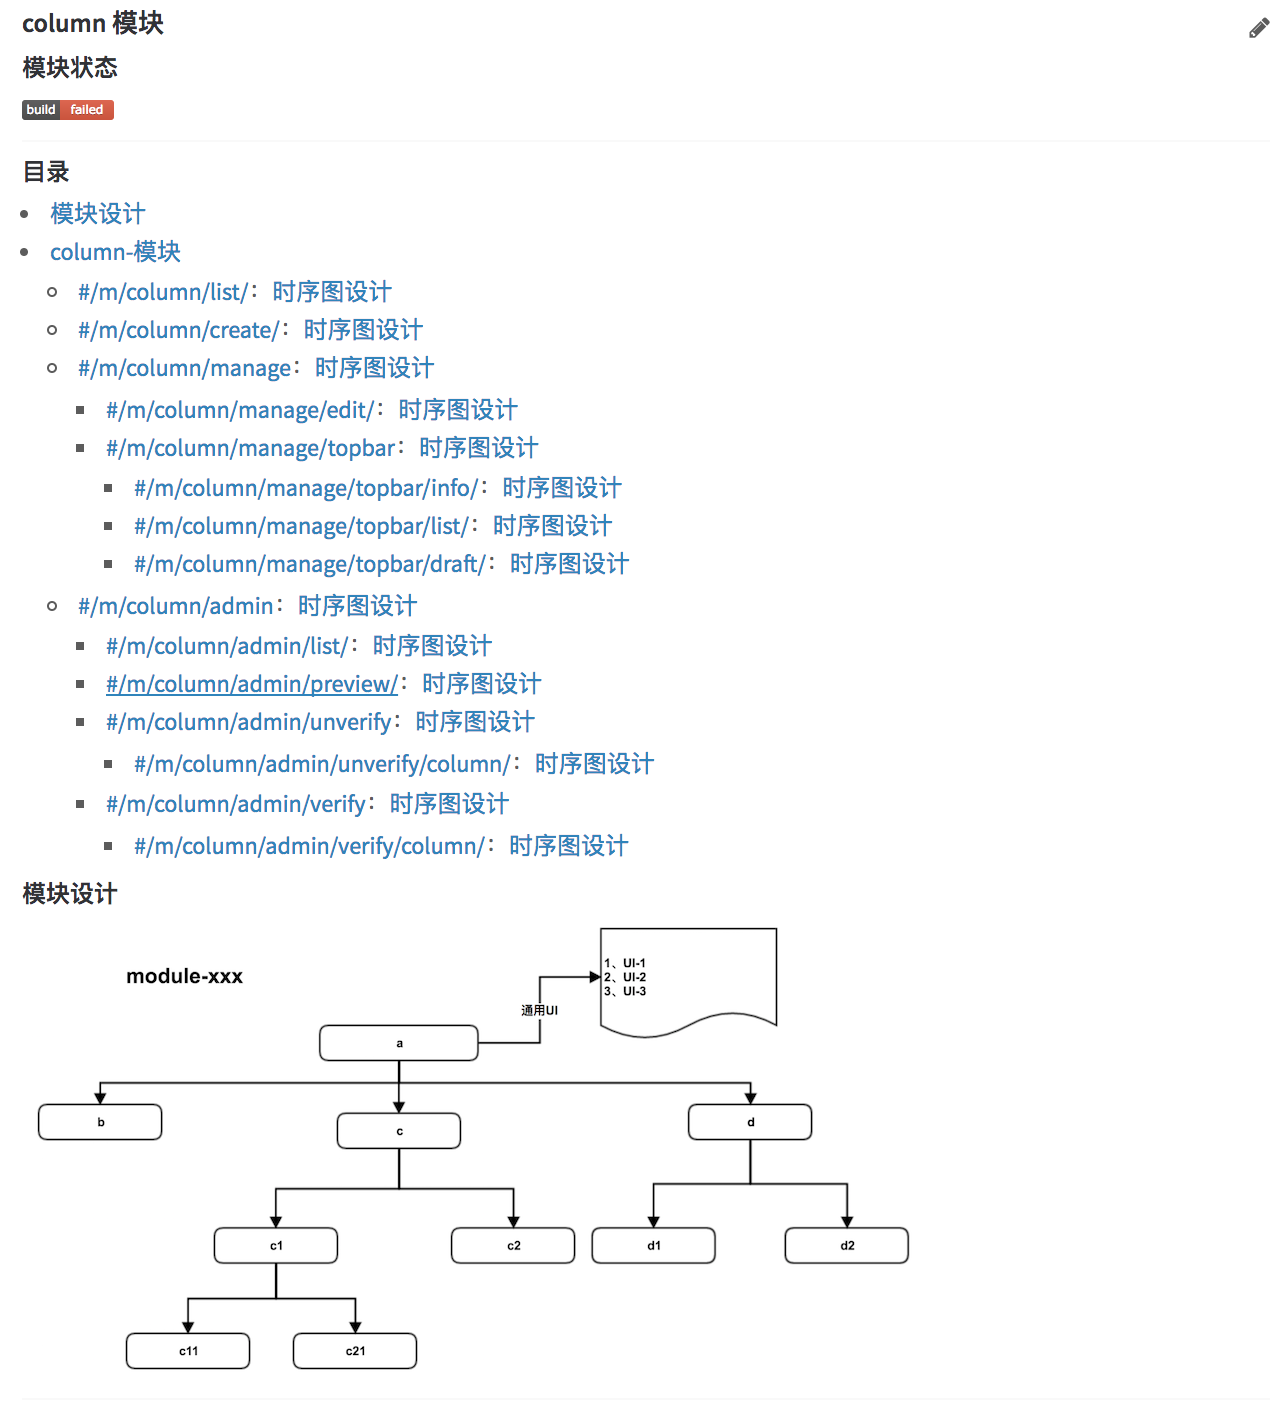 column 模块
模块状态
build failed
目录
模块设计
column-模块
#/m/column/list/：时序图设计
#/m/column/create/：时序图设计
#/m/column/manage：时序图设计
#/m/column/manage/edit/：时序图设计
#/m/column/manage/topbar：时序图设计
#/m/column/manage/topbar/info/：时序图设计
#/m/column/manage/topbar/list/：时序图设计
#/m/column/manage/topbar/draft/：时序图设计
#/m/column/admin：时序图设计
#/m/column/admin/list/：时序图设计
#/m/column/admin/preview/：时序图设计
#/m/column/admin/unverify：时序图设计
#/m/column/admin/unverify/column/：时序图设计
#/m/column/admin/verify：时序图设计
#/m/column/admin/verify/column/：时序图设计
模块设计
module-xxx
1、UI-1
2、UI-2
3、UI-3
通用UI
a
b
c
d
c1
c2
d1
d2
c11
c21